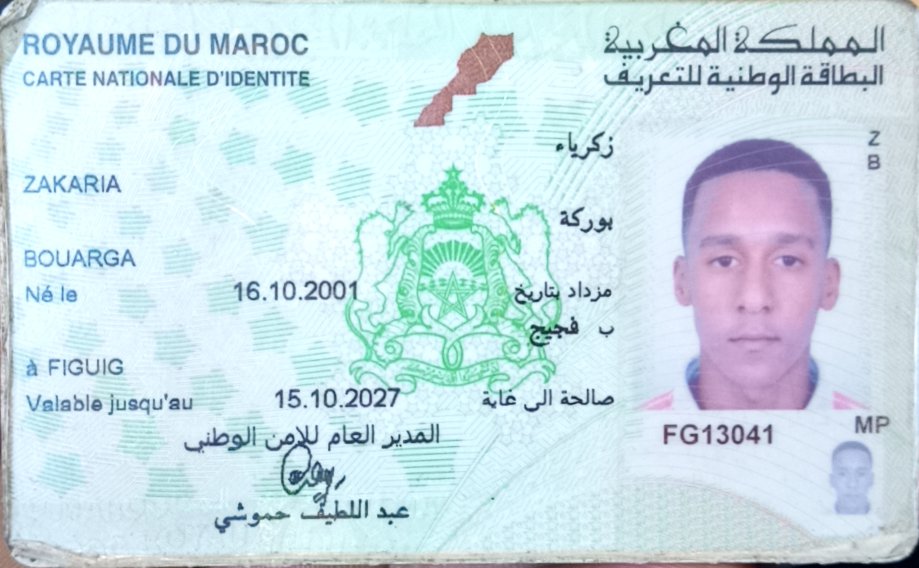 ROYAUME DU MAROC
المملكة المغربية
CARTE NATIONALE D'IDENTITE
البطاقة الوطنية للتعريف
زكرياء
Z
B
ZAKARIA
بوركة
BOUARGA
Né le 16.10.2001 مزداد بتاريخ
ب فجيج
à FIGUIG
Valable jusqu'au 15.10.2027 صالحة الى غاية
المدير العام للامن الوطني
عبد اللطيف حموشي
MP
FG13041